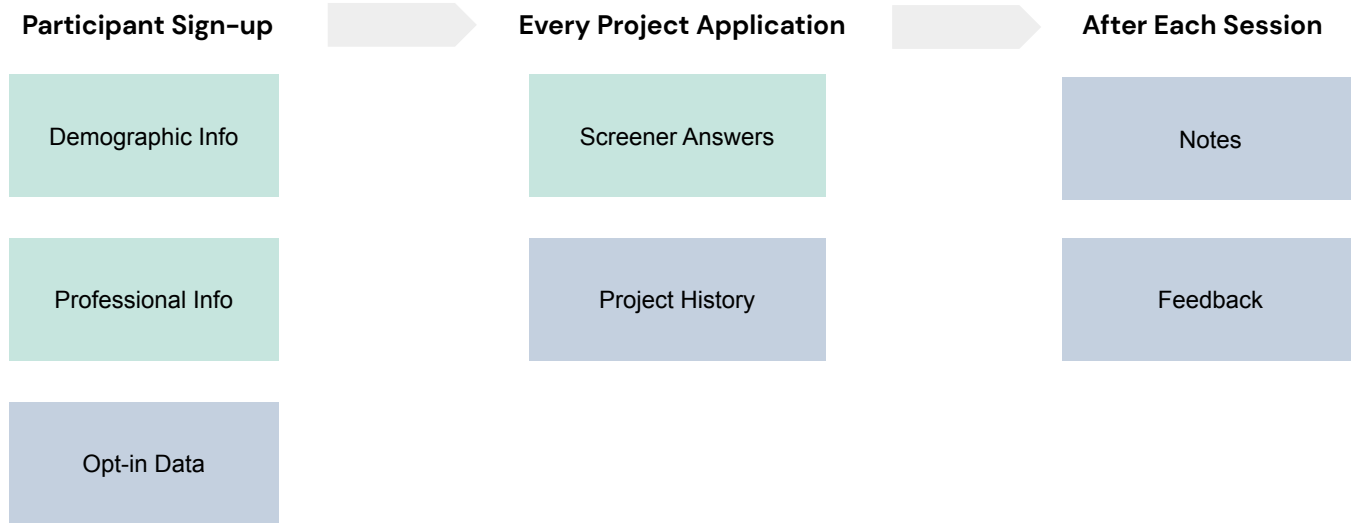 Participant Sign-up
Every Project Application
After Each Session
Demographic Info
Screener Answers
Notes
Professional Info
Project History
Feedback
Opt-in Data